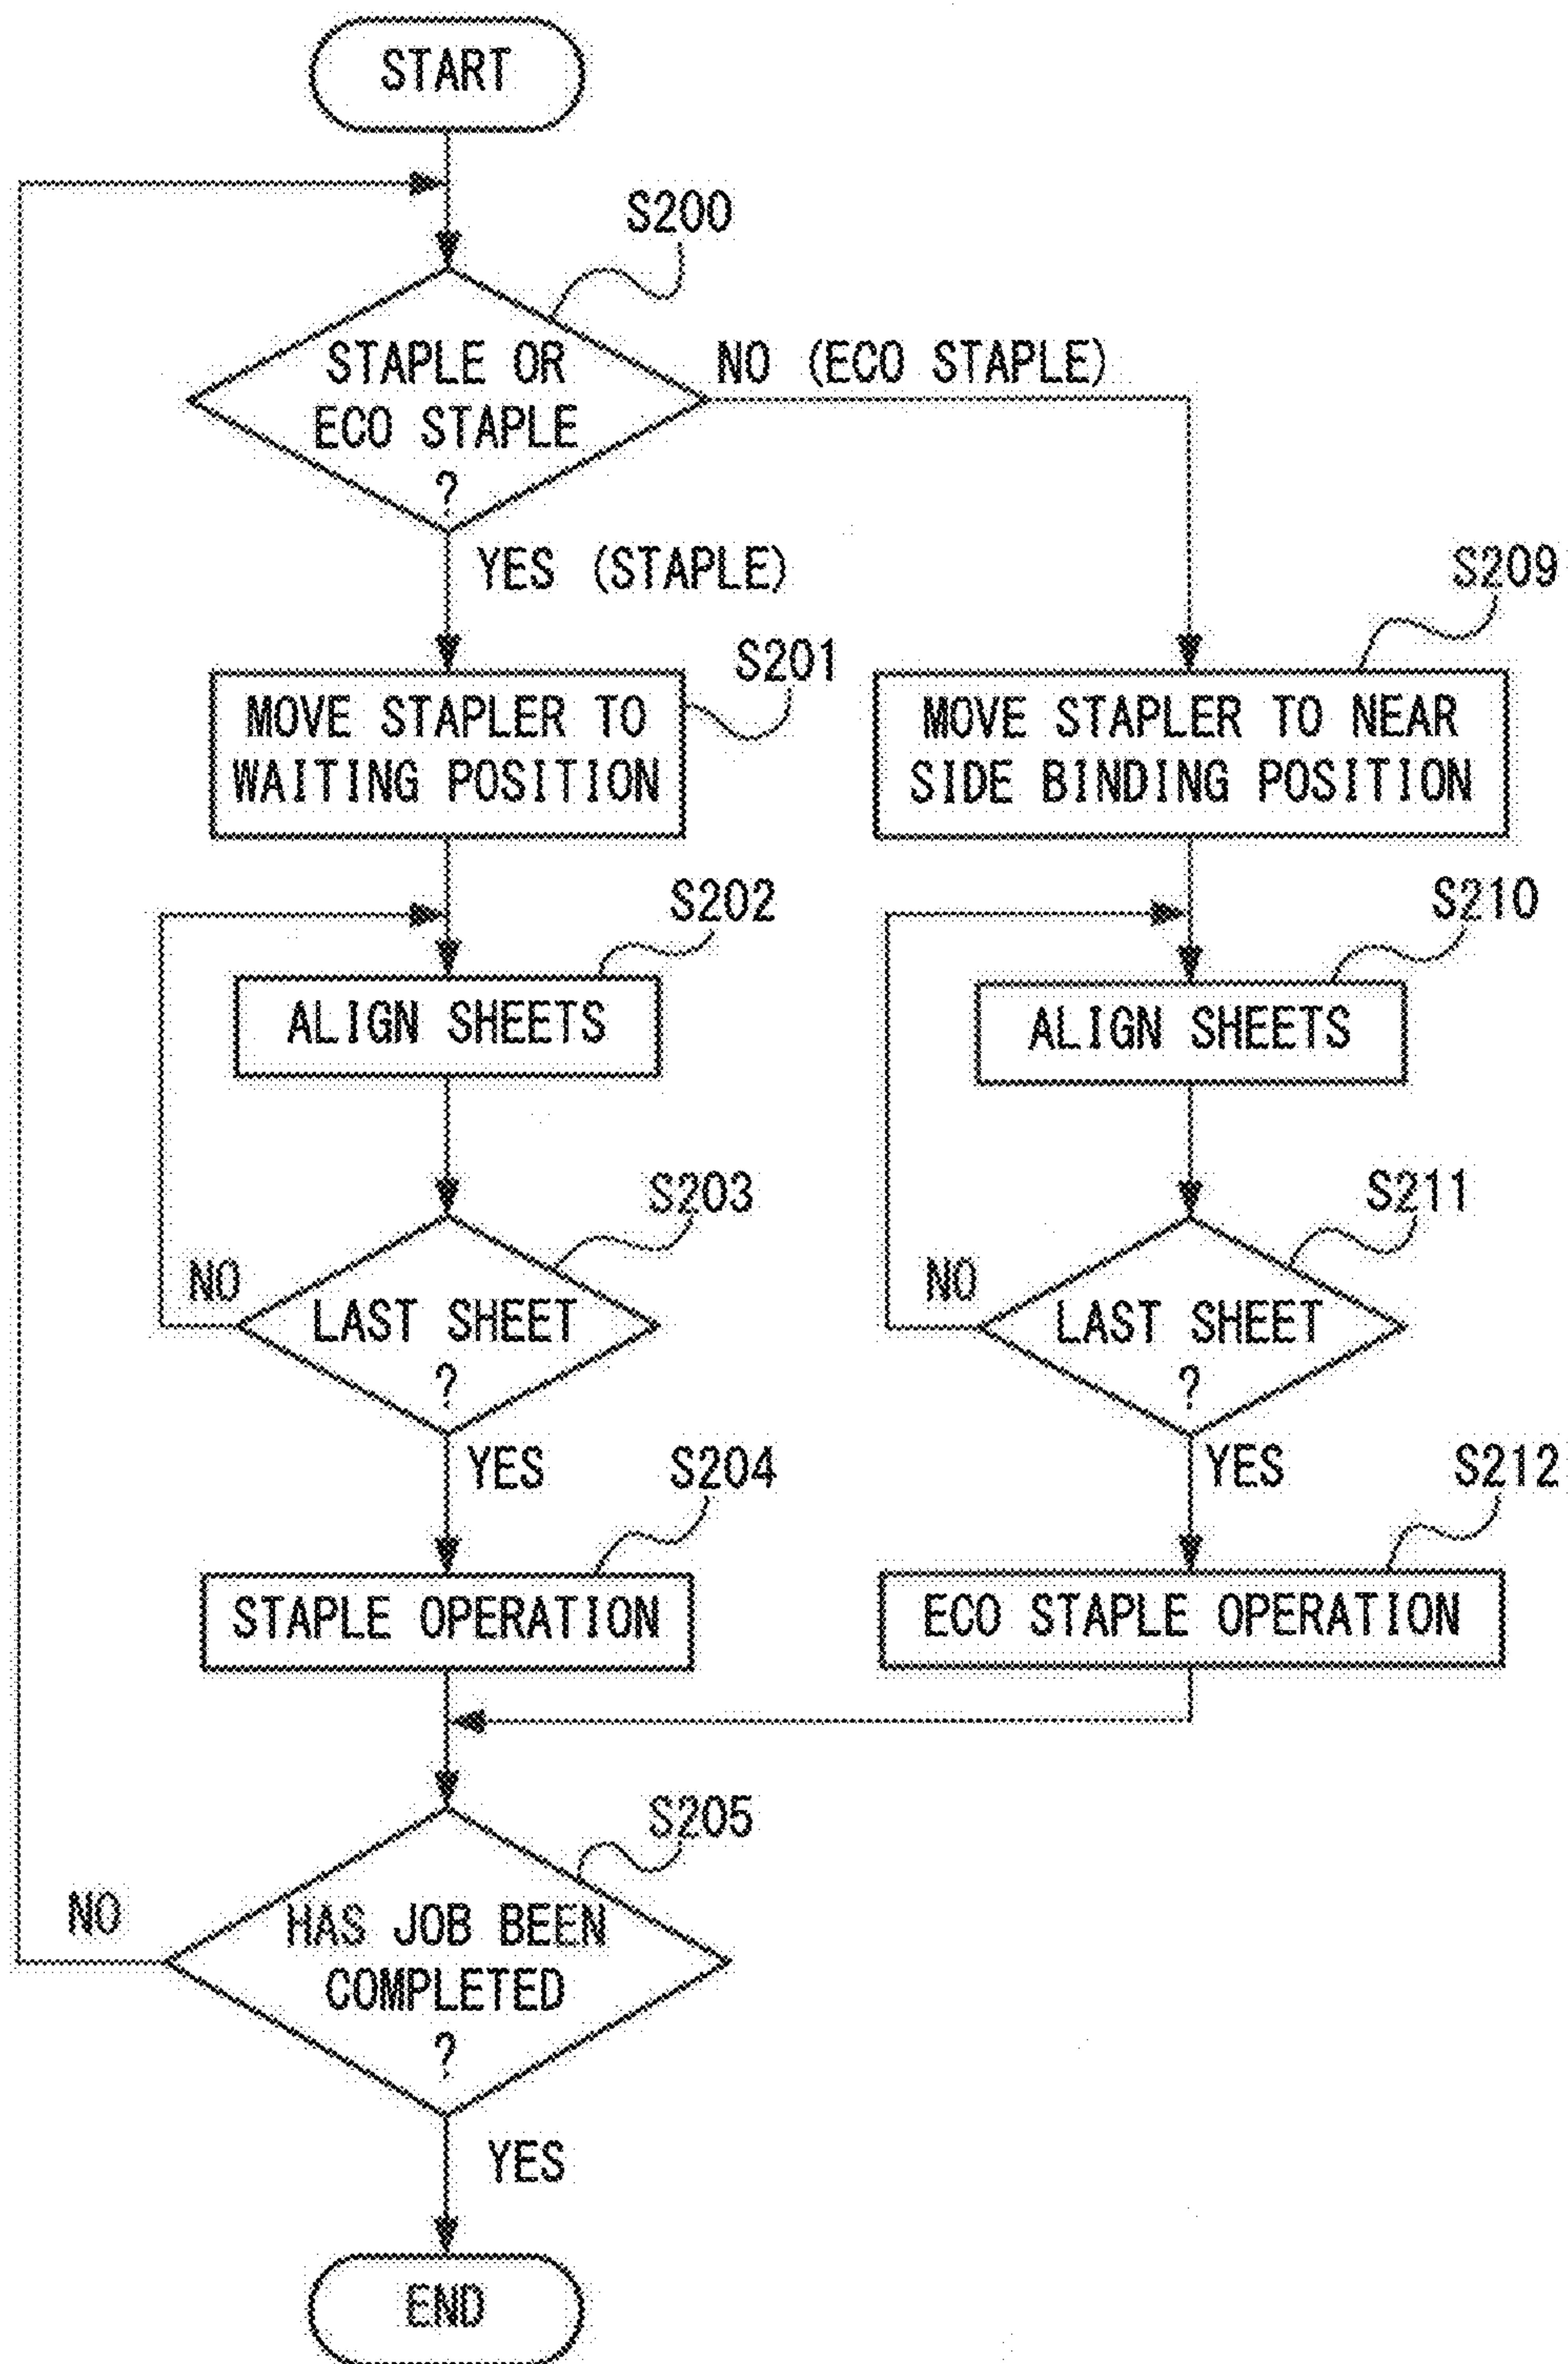 START
S200
STAPLE OR
ECO STAPLE
?
NO (ECO STAPLE)
YES (STAPLE)
S201
MOVE STAPLER TO
WAITING POSITION
S209
MOVE STAPLER TO NEAR
SIDE BINDING POSITION
S202
ALIGN SHEETS
S210
ALIGN SHEETS
S203
NO
LAST SHEET
?
YES
S211
NO
LAST SHEET
?
YES
S204
STAPLE OPERATION
S212
ECO STAPLE OPERATION
S205
NO
HAS JOB BEEN
COMPLETED
?
YES
END